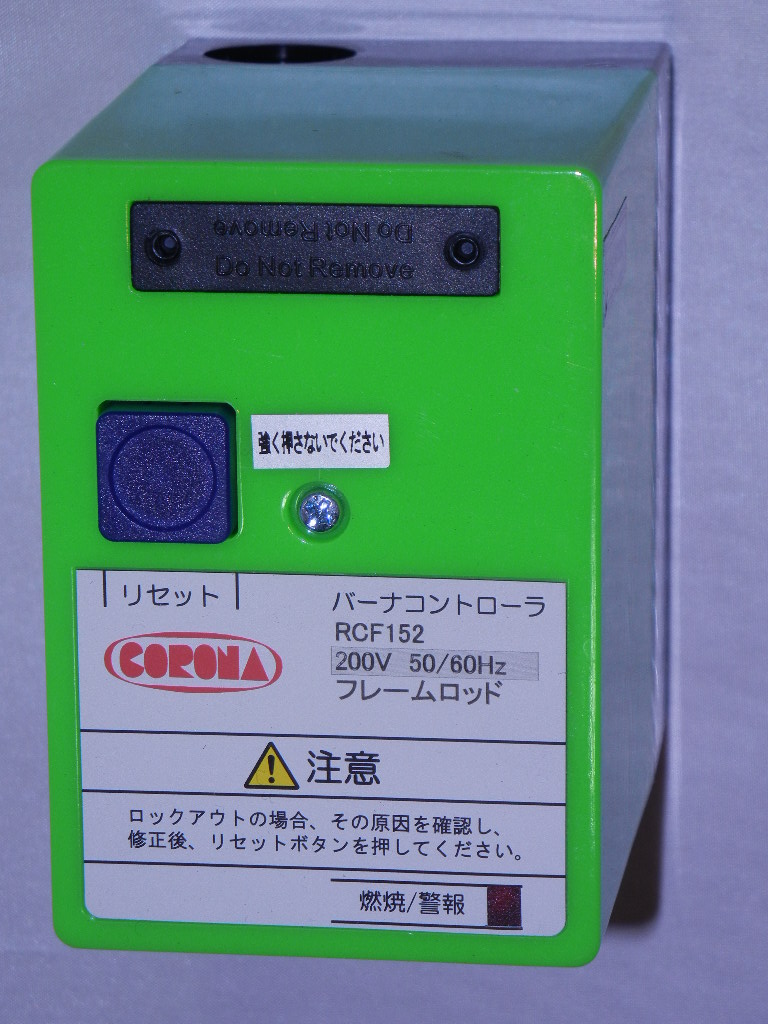 Do Not Remove
Do Not Remove
強く押さないでください
リセット
CORONA
バーナコントローラ
RCF152
200V 50/60Hz
フレームロッド
注意
ロックアウトの場合、その原因を確認し、
修正後、リセットボタンを押してください。
燃焼/警報